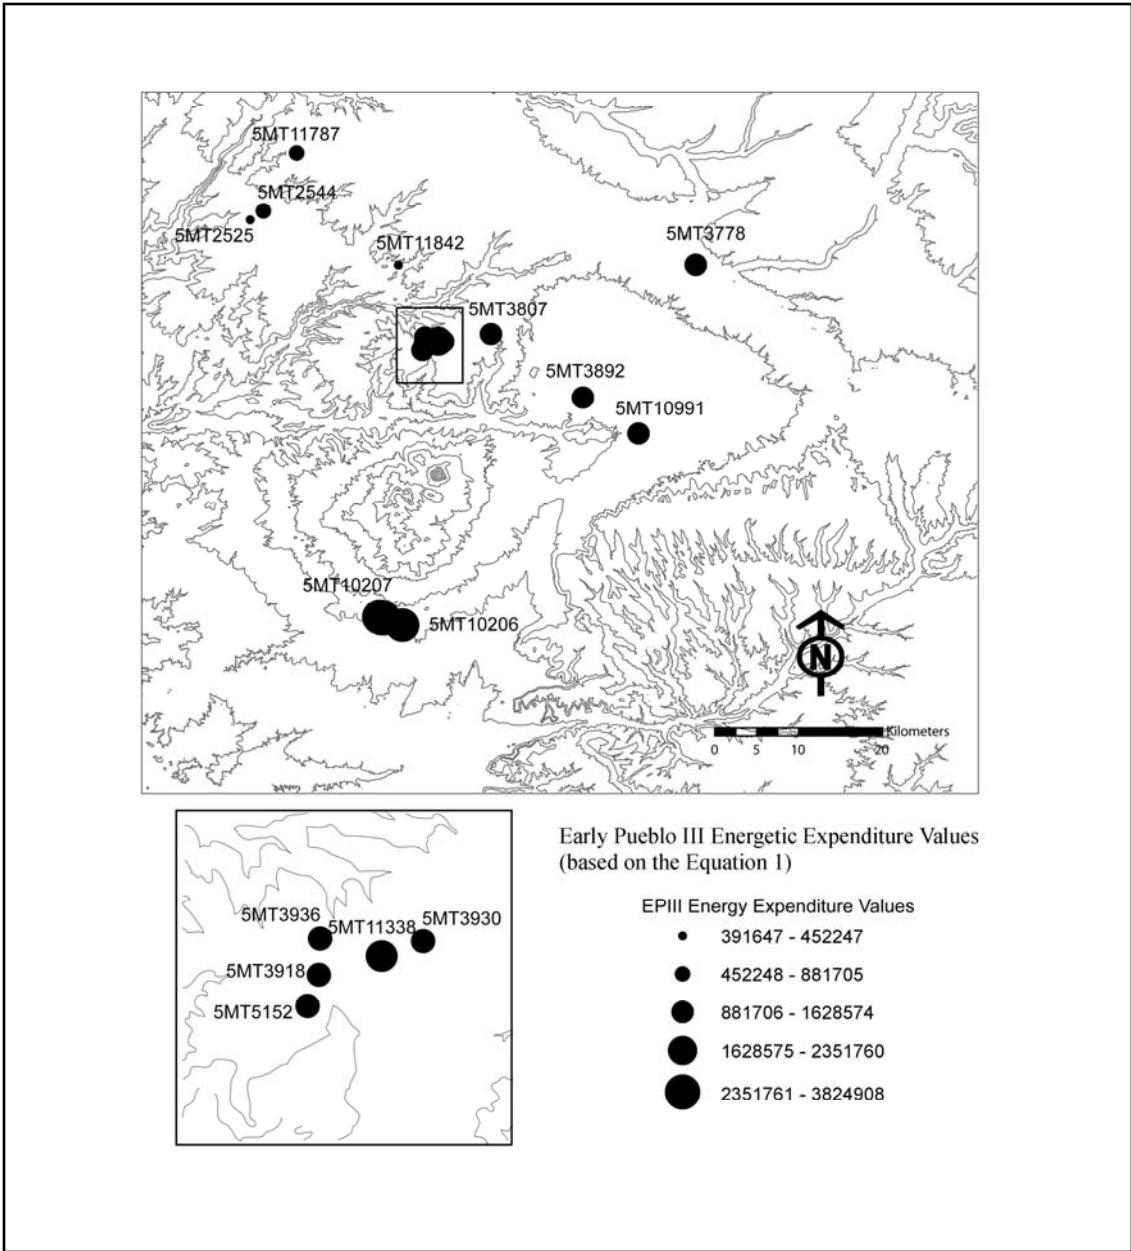 5MT11787
5MT2544
5MT2525
5MT11842
5MT3778
5MT3807
5MT3892
5MT10991
5MT10207
5MT10206
N
Kilometers
0 5 10 20
5MT3936
5MT11338
5MT3930
5MT3918
5MT5152
Early Pueblo III Energetic Expenditure Values
(based on the Equation 1)
EPIII Energy Expenditure Values
391647 - 452247
452248 - 881705
881706 - 1628574
1628575 - 2351760
2351761 - 3824908